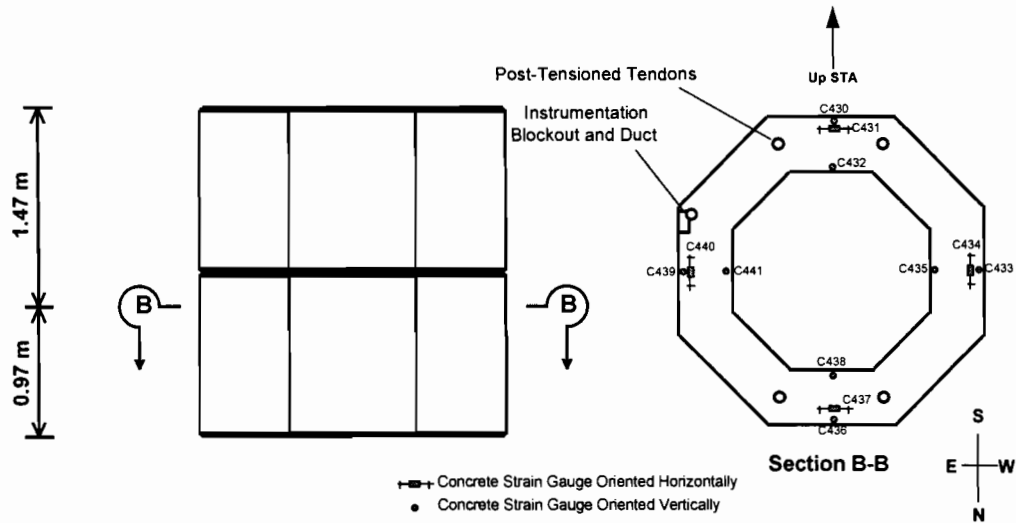 Up STA
Post-Tensioned Tendons
Instrumentation
Blockout and Duct
C430
C431
C432
C440
C439
C441
C435
C434
C433
C438
C437
C436
1.47 m
0.97 m
B
B
Section B-B
S
E
W
N
Concrete Strain Gauge Oriented Horizontally
Concrete Strain Gauge Oriented Vertically